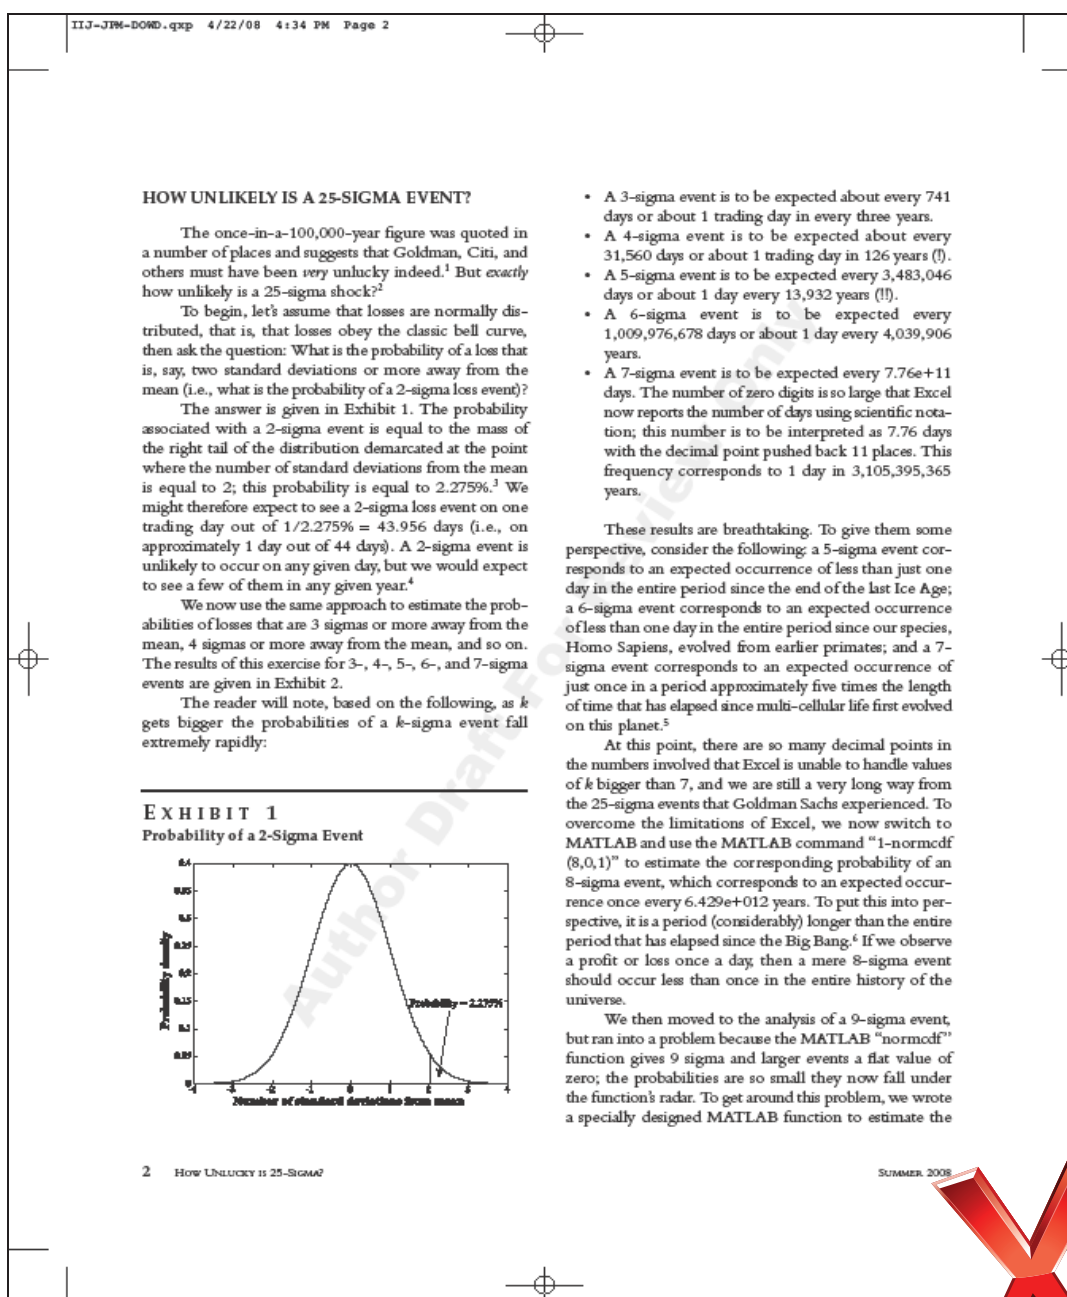 IIJ-JPM-DOWD.qxp 4/22/08 4:34 PM Page 2
HOW UNLIKELY IS A 25-SIGMA EVENT?
The once-in-a-100,000-year figure was quoted in
a number of places and suggests that Goldman, Citi, and
others must have been very unlucky indeed.¹ But exactly
how unlikely is a 25-sigma shock?²
To begin, let's assume that losses are normally dis-
tributed, that is, that losses obey the classic bell curve,
then ask the question: What is the probability of a loss that
is, say, two standard deviations or more away from the
mean (i.e., what is the probability of a 2-sigma loss event)?
The answer is given in Exhibit 1. The probability
associated with a 2-sigma event is equal to the mass of
the right tail of the distribution demarcated at the point
where the number of standard deviations from the mean
is equal to 2; this probability is equal to 2.275%.³ We
might therefore expect to see a 2-sigma loss event on one
trading day out of 1/2.275% = 43.956 days (i.e., on
approximately 1 day out of 44 days). A 2-sigma event is
unlikely to occur on any given day, but we would expect
to see a few of them in any given year.⁴
We now use the same approach to estimate the prob-
abilities of losses that are 3 sigmas or more away from the
mean, 4 sigmas or more away from the mean, and so on.
The results of this exercise for 3-, 4-, 5-, 6-, and 7-sigma
events are given in Exhibit 2.
The reader will note, based on the following, as k
gets bigger the probabilities of a k-sigma event fall
extremely rapidly:
EXHIBIT 1
Probability of a 2-Sigma Event
Probability density
0.4
0.35
0.3
0.25
0.2
0.15
0.1
0.05
0
Probability = 2.275%
-4 -3 -2 -1 0 1 2 3 4
Number of standard deviations from mean
• A 3-sigma event is to be expected about every 741
days or about 1 trading day in every three years.
• A 4-sigma event is to be expected about every
31,560 days or about 1 trading day in 126 years (!).
• A 5-sigma event is to be expected every 3,483,046
days or about 1 day every 13,932 years (!!).
• A 6-sigma event is to be expected every
1,009,976,678 days or about 1 day every 4,039,906
years.
• A 7-sigma event is to be expected every 7.76e+11
days. The number of zero digits is so large that Excel
now reports the number of days using scientific nota-
tion; this number is to be interpreted as 7.76 days
with the decimal point pushed back 11 places. This
frequency corresponds to 1 day in 3,105,395,365
years.
These results are breathtaking. To give them some
perspective, consider the following: a 5-sigma event cor-
responds to an expected occurrence of less than just one
day in the entire period since the end of the last Ice Age;
a 6-sigma event corresponds to an expected occurrence
of less than one day in the entire period since our species,
Homo Sapiens, evolved from earlier primates; and a 7-
sigma event corresponds to an expected occurrence of
just once in a period approximately five times the length
of time that has elapsed since multi-cellular life first evolved
on this planet.⁵
At this point, there are so many decimal points in
the numbers involved that Excel is unable to handle values
of k bigger than 7, and we are still a very long way from
the 25-sigma events that Goldman Sachs experienced. To
overcome the limitations of Excel, we now switch to
MATLAB and use the MATLAB command “1-normcdf
(8,0,1)” to estimate the corresponding probability of an
8-sigma event, which corresponds to an expected occur-
rence once every 6.429e+012 years. To put this into per-
spective, it is a period (considerably) longer than the entire
period that has elapsed since the Big Bang.⁶ If we observe
a profit or loss once a day, then a mere 8-sigma event
should occur less than once in the entire history of the
universe.
We then moved to the analysis of a 9-sigma event,
but ran into a problem because the MATLAB “normcdf”
function gives 9 sigma and larger events a flat value of
zero; the probabilities are so small they now fall under
the function's radar. To get around this problem, we wrote
a specially designed MATLAB function to estimate the
Author Draft For Review Only
2 HOW UNLUCKY IS 25-SIGMA?
SUMMER 2008